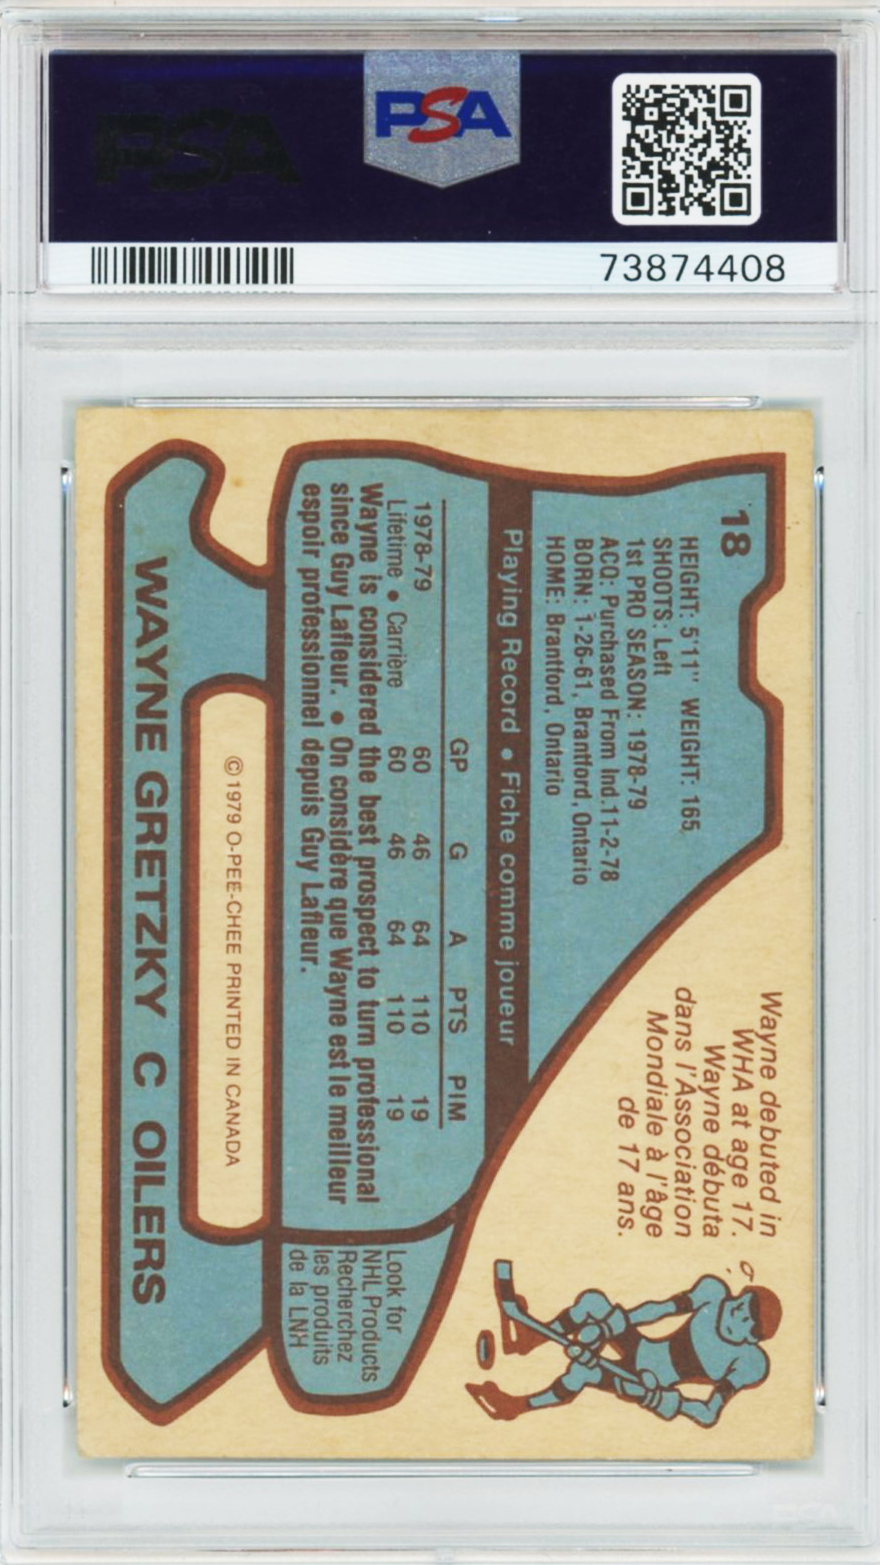 PSA
PSA
73874408
18
HEIGHT: 5'11" WEIGHT: 165
SHOOTS: Left
1st PRO SEASON: 1978-79
ACQ: Purchased From Ind.11-2-78
BORN: 1-26-61, Brantford, Ontario
HOME: Brantford, Ontario
Wayne debuted in
WHA at age 17.
Wayne débuta
dans l'Association
Mondiale à l'âge
de 17 ans.
Playing Record • Fiche comme joueur
GP G A PTS PIM
1978-79 60 46 64 110 19
Lifetime • Carrière 60 46 64 110 19
Wayne is considered the best prospect to turn professional
since Guy Lafleur. • On considère que Wayne est le meilleur
espoir professionnel depuis Guy Lafleur.
Look for
NHL Products
Recherchez
les produits
de la LNH
© 1979 O-PEE-CHEE PRINTED IN CANADA
WAYNE GRETZKY C OILERS